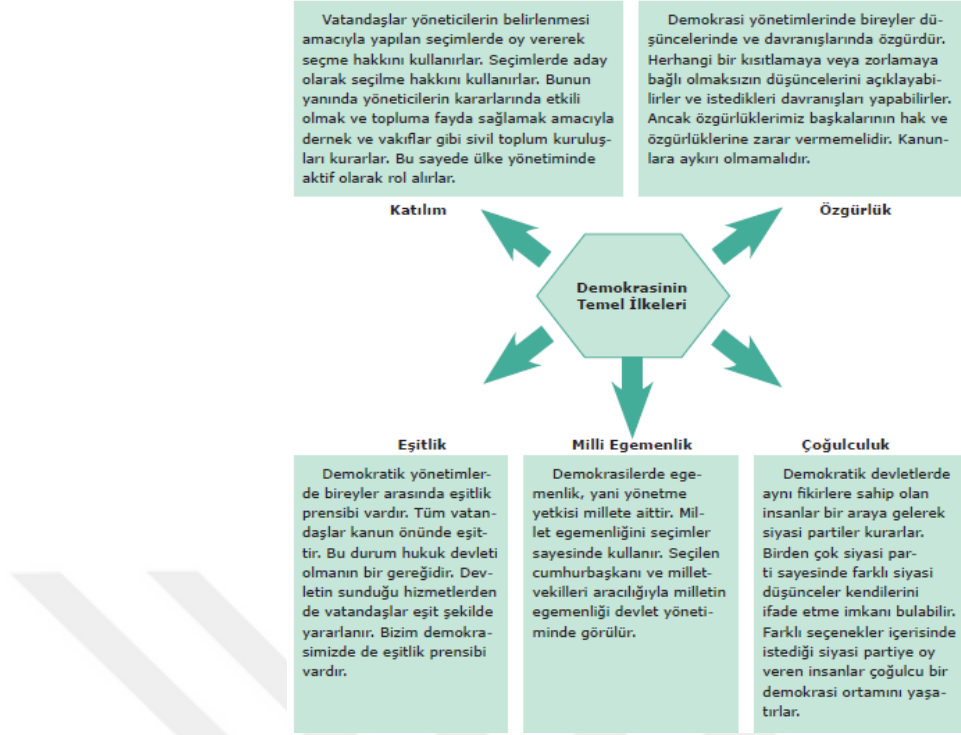 Vatandaşlar yöneticilerin belirlenmesi
amacıyla yapılan seçimlerde oy vererek
seçme hakkını kullanırlar. Seçimlerde aday
olarak seçilme hakkını kullanırlar. Bunun
yanında yöneticilerin kararlarında etkili
olmak ve topluma fayda sağlamak amacıyla
dernek ve vakıflar gibi sivil toplum kuruluş-
ları kurarlar. Bu sayede ülke yönetiminde
aktif olarak rol alırlar.
Demokrasi yönetimlerinde bireyler dü-
şüncelerinde ve davranışlarında özgürdür.
Herhangi bir kısıtlamaya veya zorlamaya
bağlı olmaksızın düşüncelerini açıklayabi-
lirler ve istedikleri davranışları yapabilirler.
Ancak özgürlüklerimiz başkalarının hak ve
özgürlüklerine zarar vermemelidir. Kanun-
lara aykırı olmamalıdır.
Katılım
Özgürlük
Demokrasinin
Temel İlkeleri
Eşitlik
Milli Egemenlik
Çoğulculuk
Demokratik yönetimler-
de bireyler arasında eşitlik
prensibi vardır. Tüm vatan-
daşlar kanun önünde eşit-
tir. Bu durum hukuk devleti
olmanın bir gereğidir. Dev-
letin sunduğu hizmetlerden
de vatandaşlar eşit şekilde
yararlanır. Bizim demokra-
simizde de eşitlik prensibi
vardır.
Demokrasilerde ege-
menlik, yani yönetme
yetkisi millete aittir. Mil-
let egemenliğini seçimler
sayesinde kullanır. Seçilen
cumhurbaşkanı ve millet-
vekilleri aracılığıyla milletin
egemenliği devlet yöneti-
minde görülür.
Demokratik devletlerde
aynı fikirlere sahip olan
insanlar bir araya gelerek
siyasi partiler kurarlar.
Birden çok siyasi par-
ti sayesinde farklı siyasi
düşünceler kendilerini
ifade etme imkanı bulabilir.
Farklı seçenekler içerisinde
istediği siyasi partiye oy
veren insanlar çoğulcu bir
demokrasi ortamını yaşa-
tırlar.